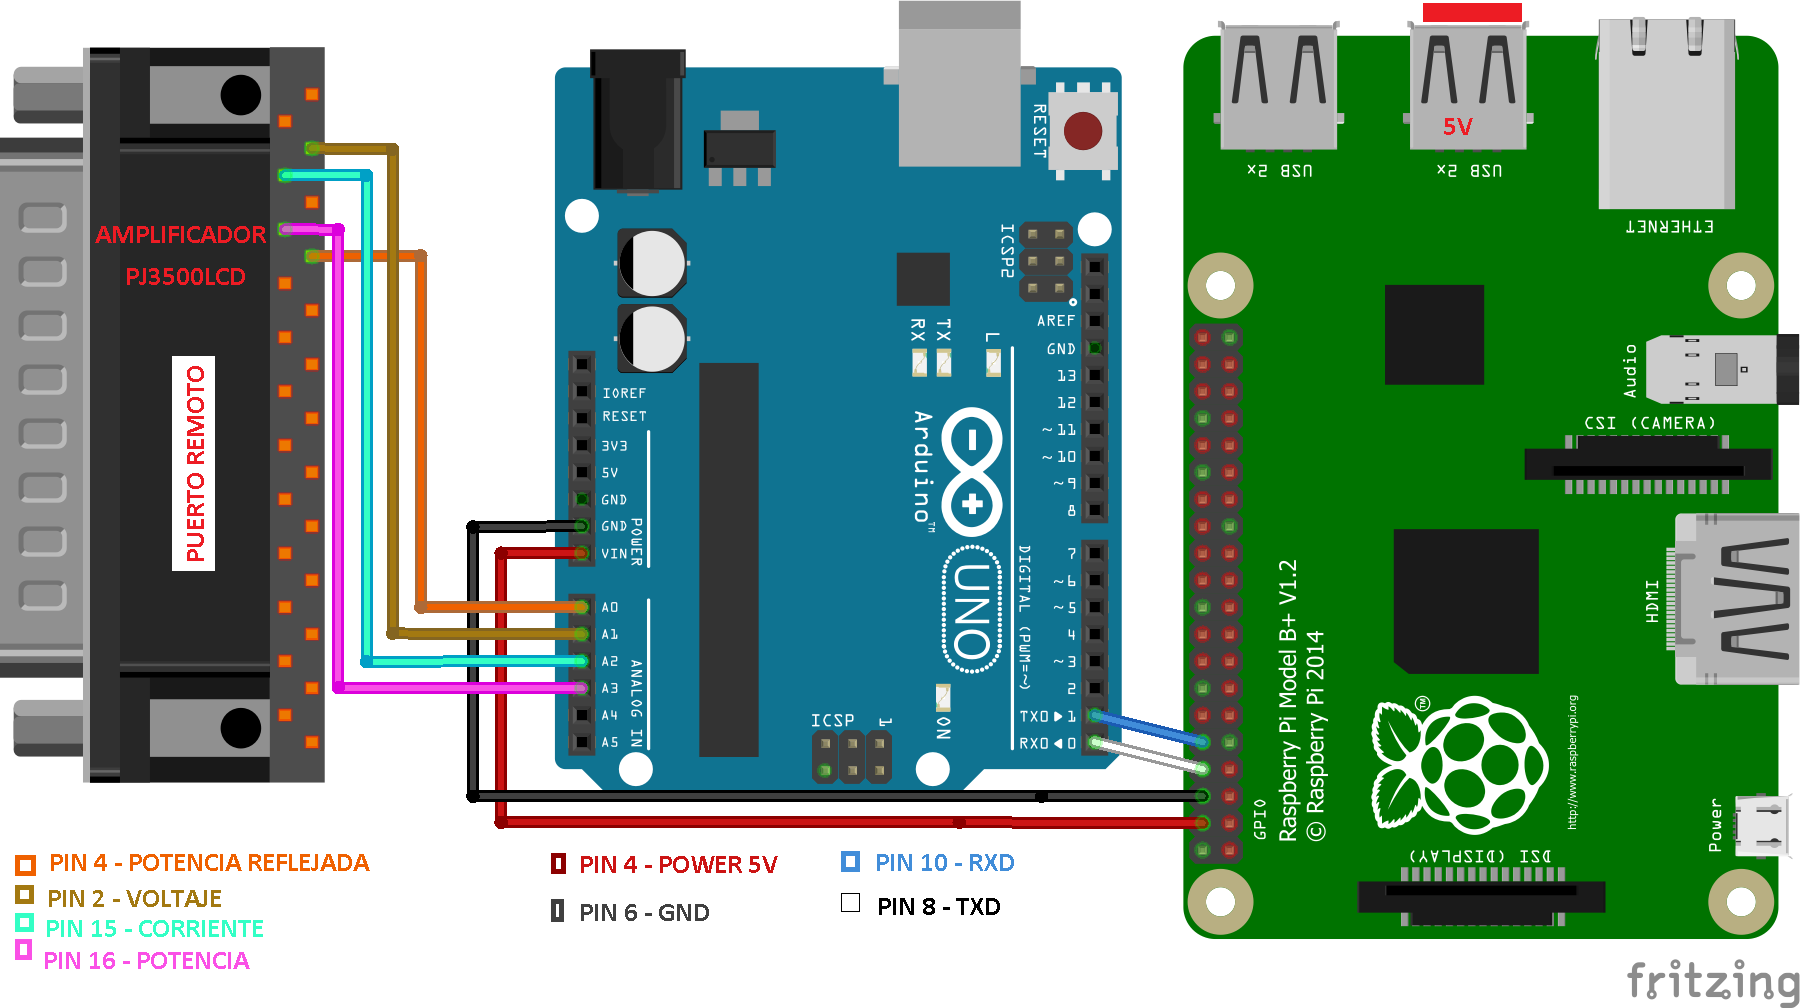 AMPLIFICADOR
PJ3500LCD
PUERTO REMOTO
IOREF
RESET
3V3
5V
GND
GND
VIN
POWER
A0
A1
A2
A3
A4
A5
ANALOG IN
RESET
ICSP2
AREF
GND
13
12
~11
~10
~9
8
7
~6
~5
4
~3
2
TX0▶1
RX0◀0
DIGITAL (PWM=~)
RX
TX
L
Arduino™
UNO
ON
ICSP
1
5V
USB 2x
USB 2x
ETHERNET
Audio
CSI (CAMERA)
HDMI
Power
DSI (DISPLAY)
GPIO
Raspberry Pi Model B+ V1.2
© Raspberry Pi 2014
TM
http://www.raspberrypi.org
PIN 4 - POTENCIA REFLEJADA
PIN 2 - VOLTAJE
PIN 15 - CORRIENTE
PIN 16 - POTENCIA
PIN 4 - POWER 5V
PIN 6 - GND
PIN 10 - RXD
PIN 8 - TXD
fritzing